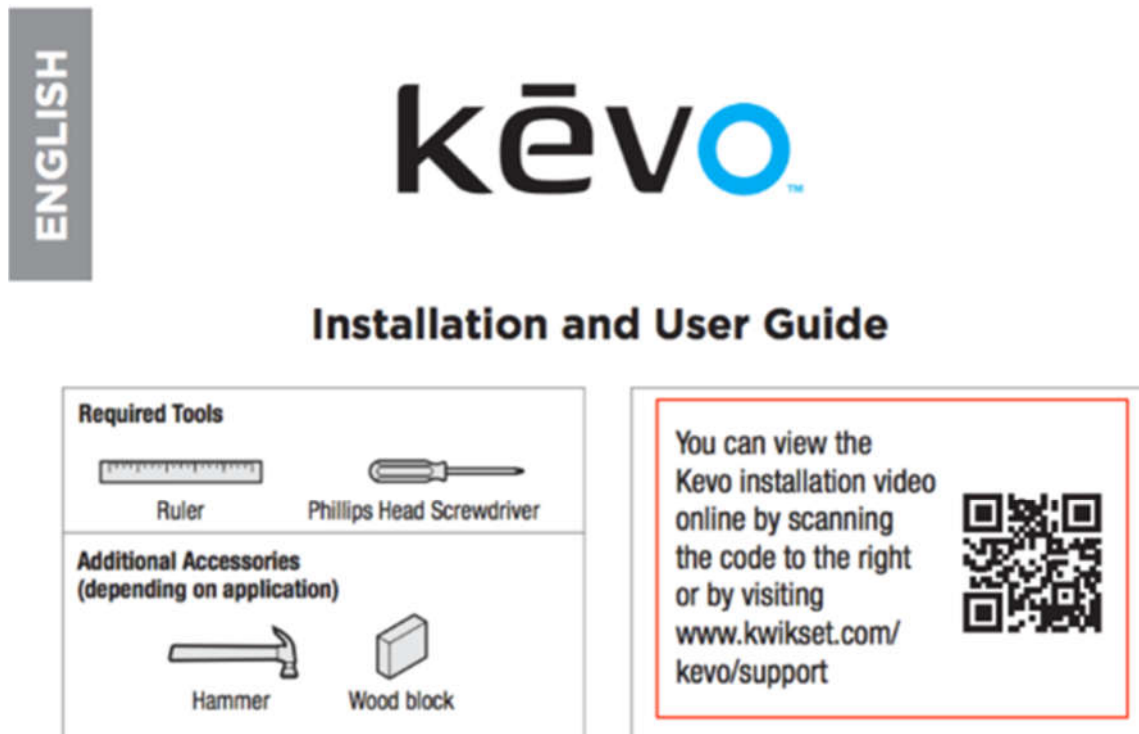 ENGLISH
kēvo™
Installation and User Guide
Required Tools
Ruler
Phillips Head Screwdriver
Additional Accessories
(depending on application)
Hammer
Wood block
You can view the
Kevo installation video
online by scanning
the code to the right
or by visiting
www.kwikset.com/
kevo/support